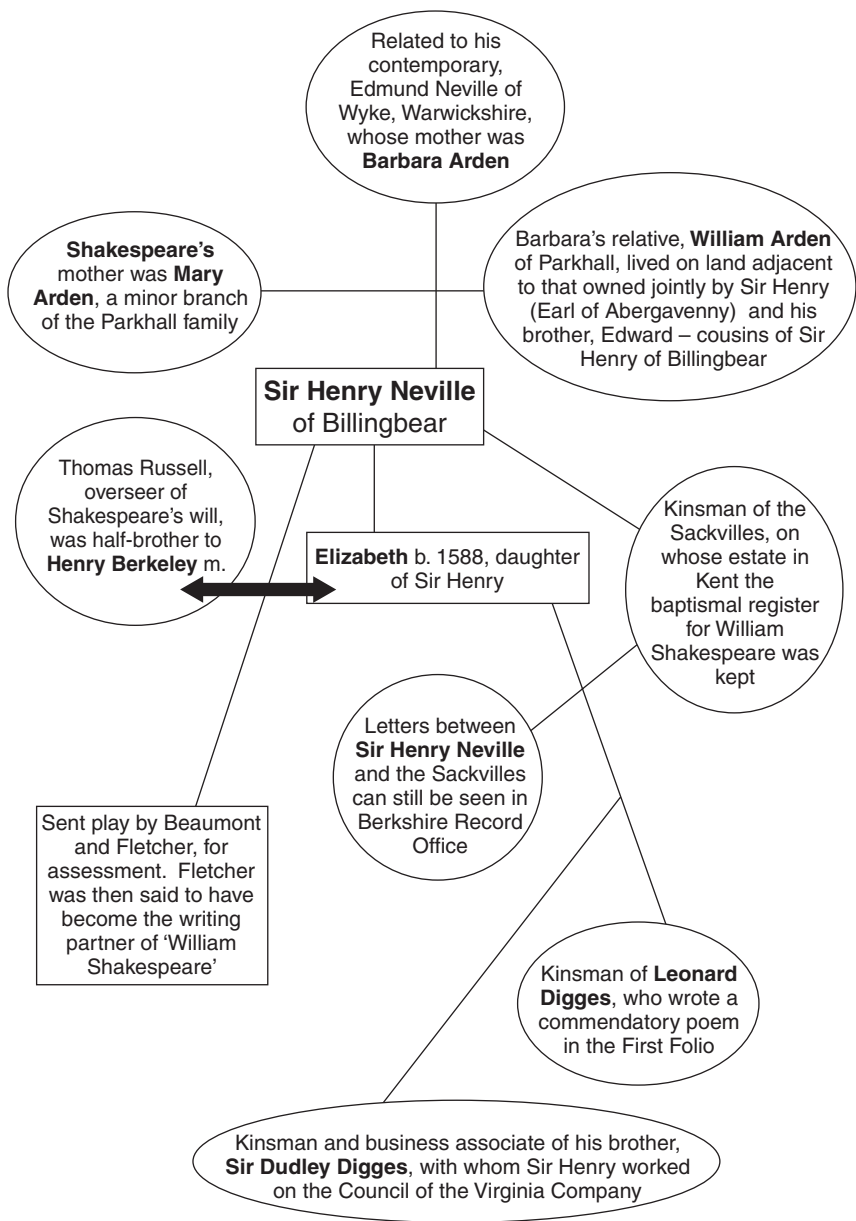 Related to his
contemporary,
Edmund Neville of
Wyke, Warwickshire,
whose mother was
Barbara Arden
Shakespeare's
mother was Mary
Arden, a minor branch
of the Parkhall family
Barbara's relative, William Arden
of Parkhall, lived on land adjacent
to that owned jointly by Sir Henry
(Earl of Abergavenny) and his
brother, Edward – cousins of Sir
Henry of Billingbear
Sir Henry Neville
of Billingbear
Thomas Russell,
overseer of
Shakespeare's will,
was half-brother to
Henry Berkeley m.
Elizabeth b. 1588, daughter
of Sir Henry
Kinsman of the
Sackvilles, on
whose estate in
Kent the
baptismal register
for William
Shakespeare was
kept
Letters between
Sir Henry Neville
and the Sackvilles
can still be seen in
Berkshire Record
Office
Sent play by Beaumont
and Fletcher, for
assessment. Fletcher
was then said to have
become the writing
partner of 'William
Shakespeare'
Kinsman of Leonard
Digges, who wrote a
commendatory poem
in the First Folio
Kinsman and business associate of his brother,
Sir Dudley Digges, with whom Sir Henry worked
on the Council of the Virginia Company